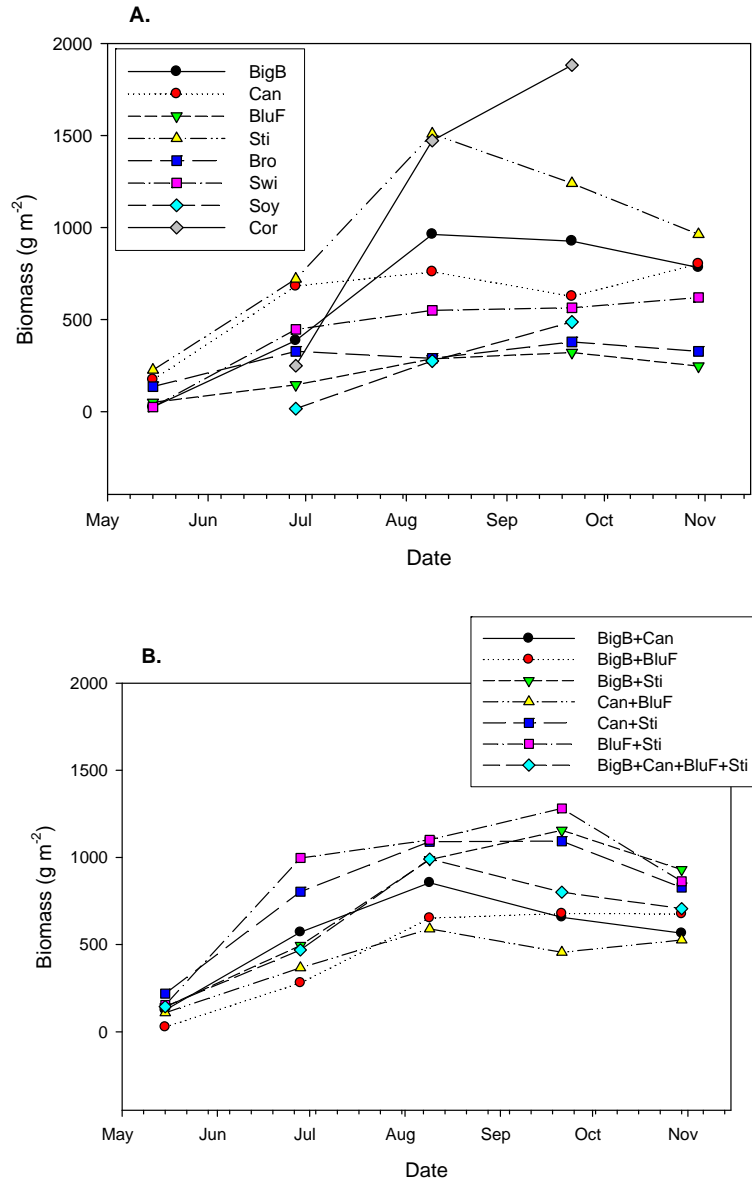 A.
2000
1500
1000
500
0
Biomass (g m-2)
BigB
Can
BluF
Sti
Bro
Swi
Soy
Cor
May Jun Jul Aug Sep Oct Nov
Date
B.
BigB+Can
BigB+BluF
BigB+Sti
Can+BluF
Can+Sti
BluF+Sti
BigB+Can+BluF+Sti
2000
1500
1000
500
0
Biomass (g m-2)
May Jun Jul Aug Sep Oct Nov
Date